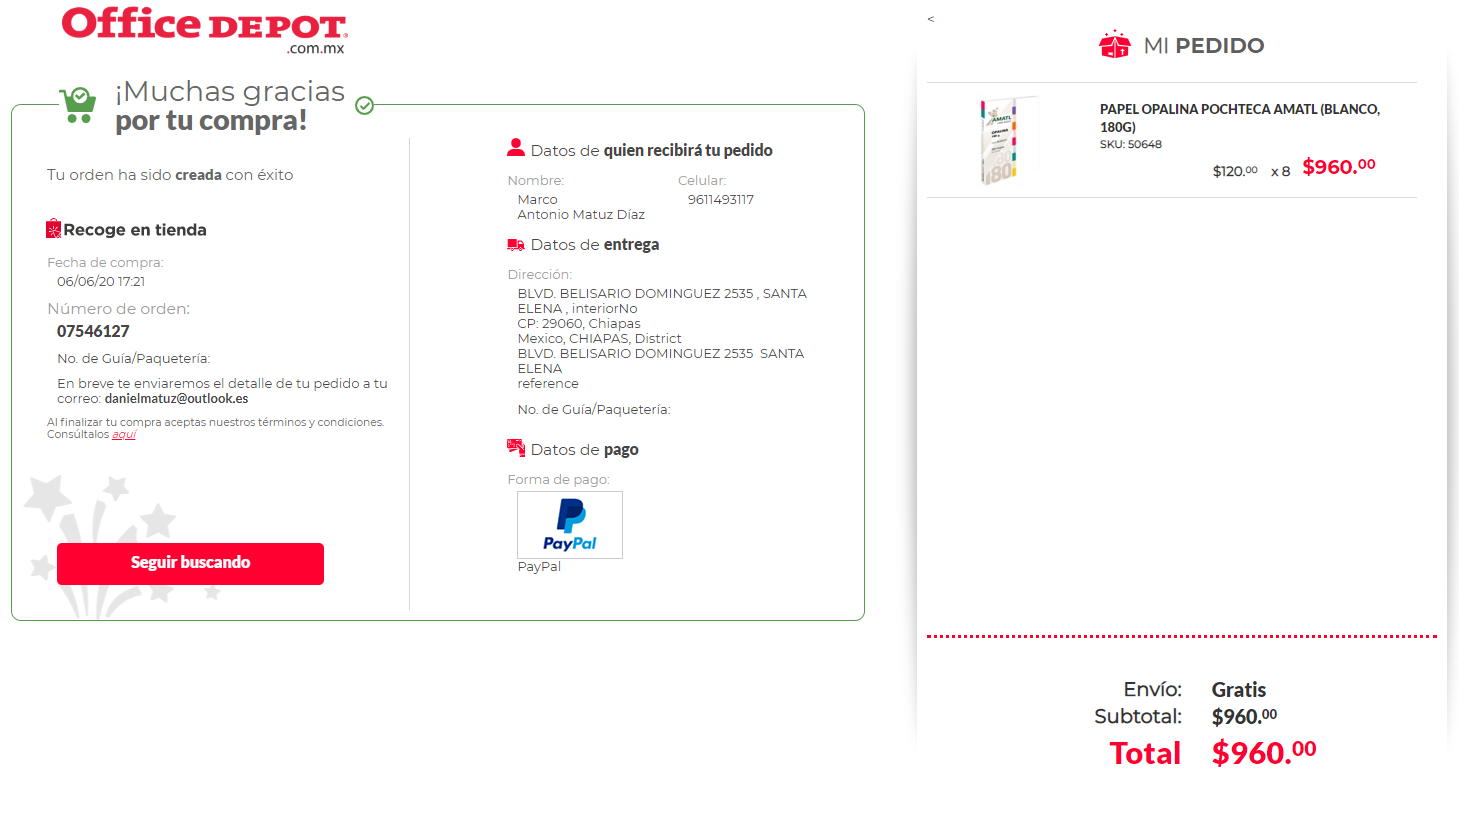 Office DEPOT
.com.mx
¡Muchas gracias
por tu compra!
Tu orden ha sido creada con éxito
Recoge en tienda
Fecha de compra:
06/06/20 17:21
Número de orden:
07546127
No. de Guía/Paquetería:
En breve te enviaremos el detalle de tu pedido a tu
correo: danielmatuz@outlook.es
Al finalizar tu compra aceptas nuestros términos y condiciones.
Consúltalos aquí
Seguir buscando
Datos de quien recibirá tu pedido
Nombre: Celular:
Marco 9611493117
Antonio Matuz Díaz
Datos de entrega
Dirección:
BLVD. BELISARIO DOMINGUEZ 2535 , SANTA
ELENA , interiorNo
CP: 29060, Chiapas
Mexico, CHIAPAS, District
BLVD. BELISARIO DOMINGUEZ 2535 SANTA
ELENA
reference
No. de Guía/Paquetería:
Datos de pago
Forma de pago:
PayPal
PayPal
<
MI PEDIDO
AMATL
OPALINA
180
PAPEL OPALINA POCHTECA AMATL (BLANCO,
180G)
SKU: 50648
$120.00 x 8 $960.00
Envío: Gratis
Subtotal: $960.00
Total $960.00